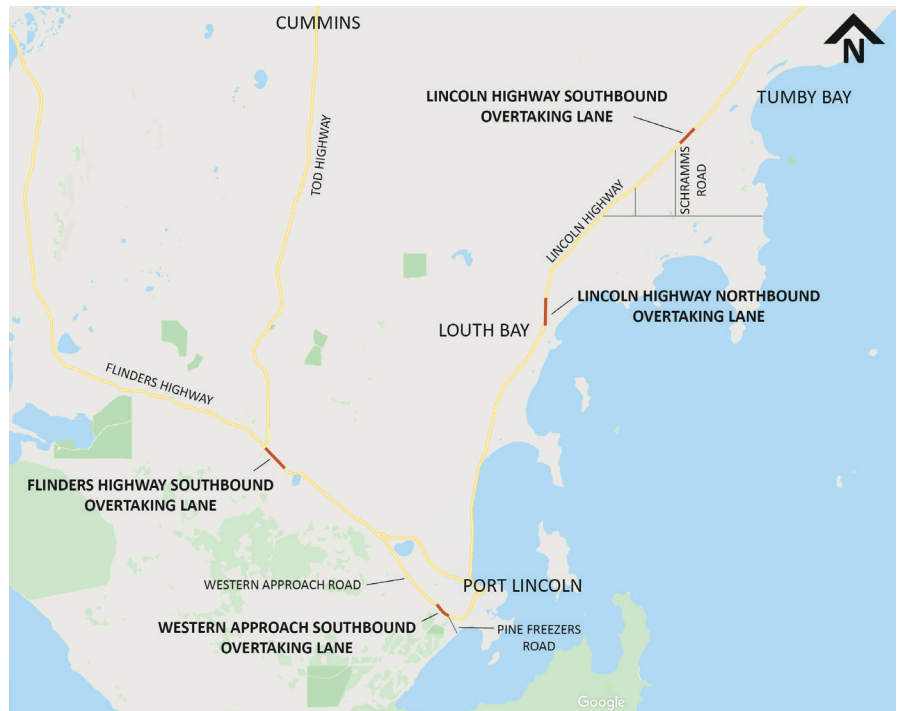 CUMMINS
N
LINCOLN HIGHWAY SOUTHBOUND
OVERTAKING LANE
TUMBY BAY
TOD HIGHWAY
SCHRAMMS
ROAD
LINCOLN HIGHWAY
LINCOLN HIGHWAY NORTHBOUND
OVERTAKING LANE
LOUTH BAY
FLINDERS HIGHWAY
FLINDERS HIGHWAY SOUTHBOUND
OVERTAKING LANE
WESTERN APPROACH ROAD
PORT LINCOLN
WESTERN APPROACH SOUTHBOUND
OVERTAKING LANE
PINE FREEZERS
ROAD
Google